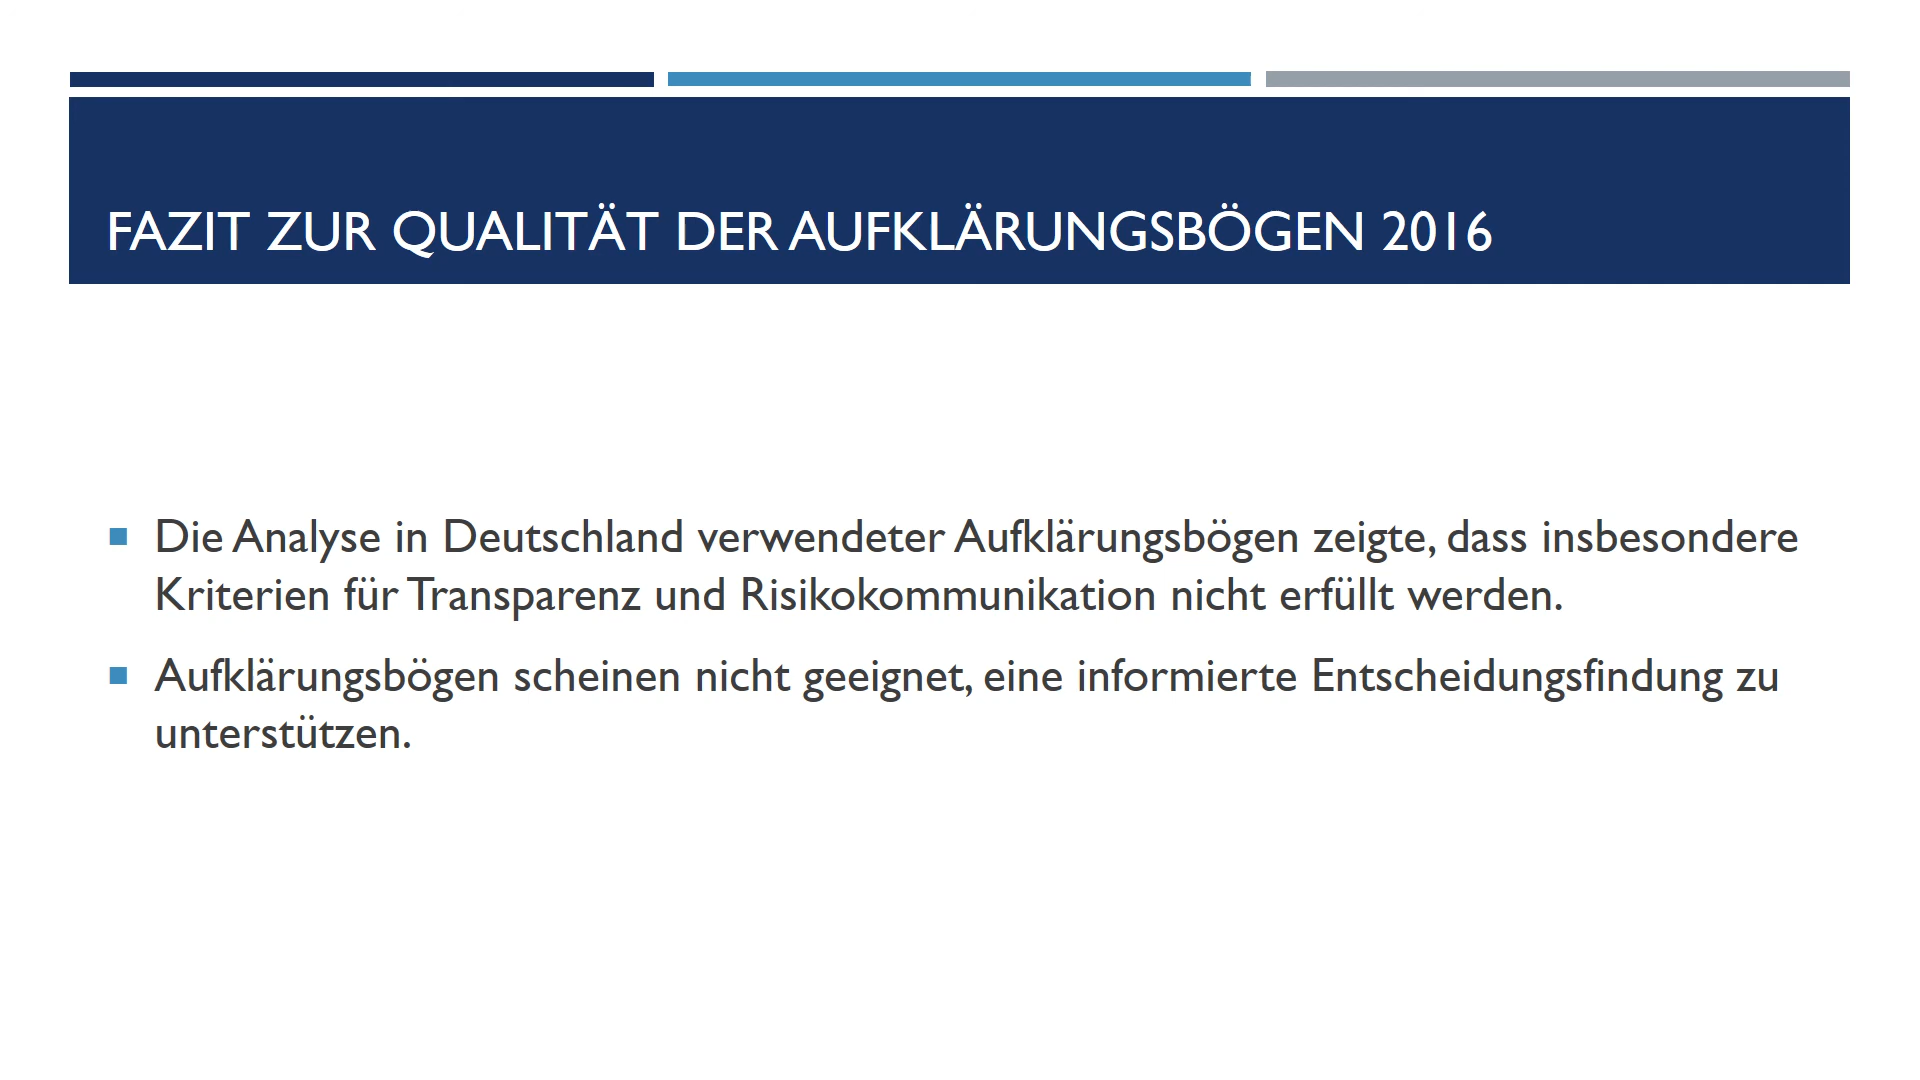 FAZIT ZUR QUALITÄT DER AUFKLÄRUNGSBÖGEN 2016
Die Analyse in Deutschland verwendeter Aufklärungsbögen zeigte, dass insbesondere
Kriterien für Transparenz und Risikokommunikation nicht erfüllt werden.
Aufklärungsbögen scheinen nicht geeignet, eine informierte Entscheidungsfindung zu
unterstützen.